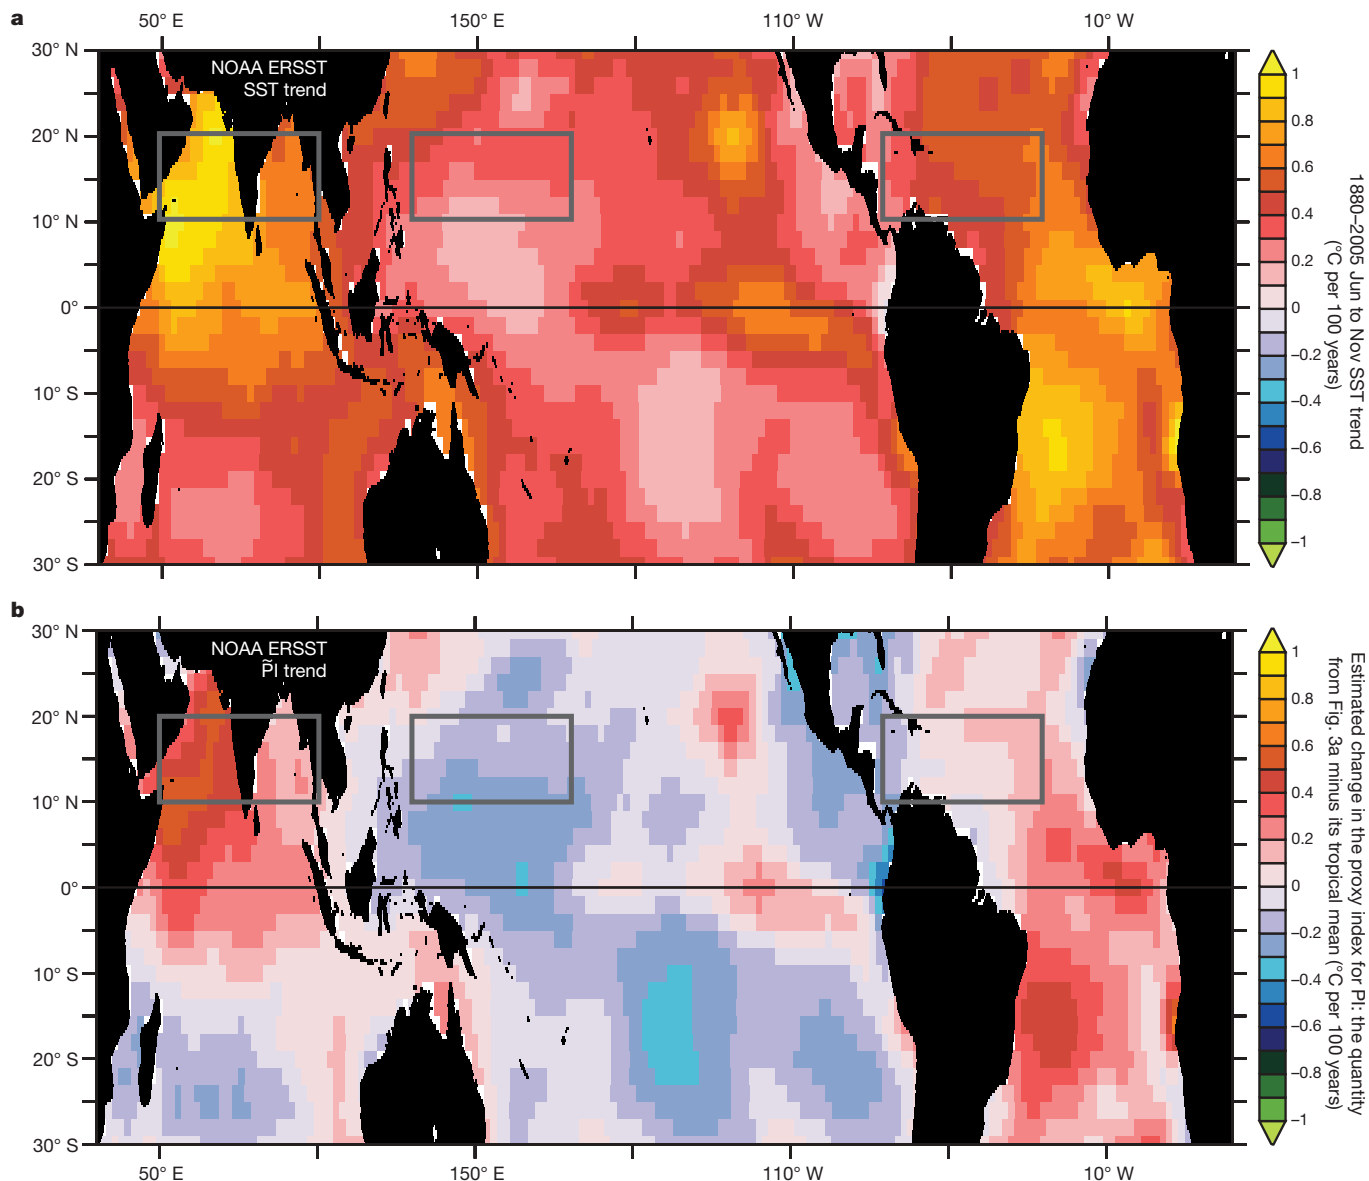 a
50° E 150° E 110° W 10° W
30° N
20° N
10° N
0°
10° S
20° S
30° S
NOAA ERSST
SST trend
1
0.8
0.6
0.4
0.2
0
−0.2
−0.4
−0.6
−0.8
−1
1880–2005 Jun to Nov SST trend
(°C per 100 years)
b
30° N
20° N
10° N
0°
10° S
20° S
30° S
NOAA ERSST
P̃I trend
1
0.8
0.6
0.4
0.2
0
−0.2
−0.4
−0.6
−0.8
−1
Estimated change in the proxy index for PI: the quantity
from Fig. 3a minus its tropical mean (°C per 100 years)
50° E 150° E 110° W 10° W